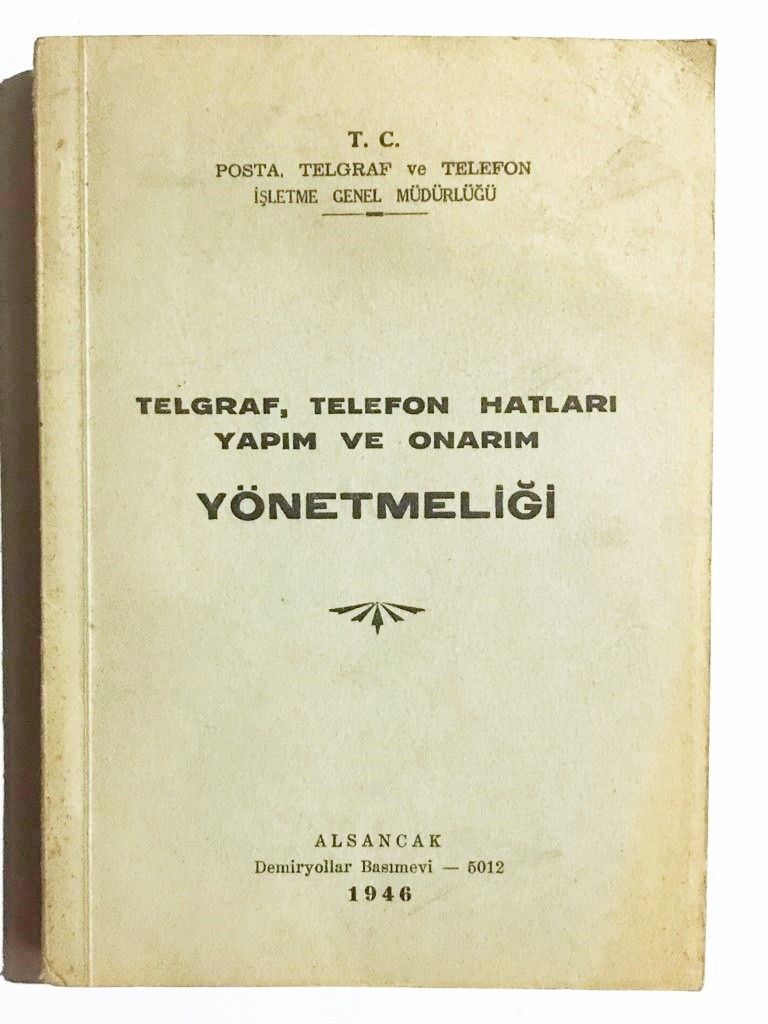 T. C.
POSTA, TELGRAF ve TELEFON
İŞLETME GENEL MÜDÜRLÜĞÜ
TELGRAF, TELEFON HATLARI
YAPIM VE ONARIM
YÖNETMELİĞİ
ALSANCAK
Demiryollar Basımevi — 5012
1946